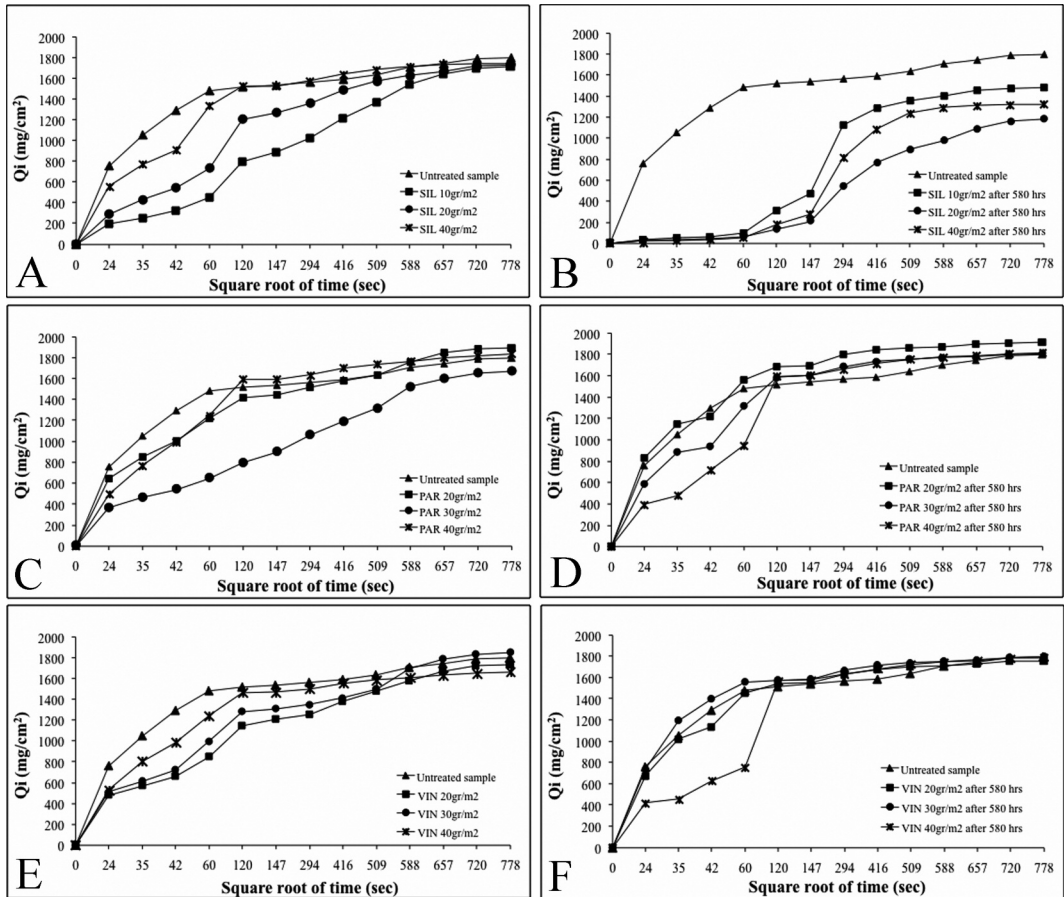 A
Qi (mg/cm²)
2000
1800
1600
1400
1200
1000
800
600
400
200
0
Untreated sample
SIL 10gr/m2
SIL 20gr/m2
SIL 40gr/m2
0 24 35 42 60 120 147 294 416 509 588 657 720 778
Square root of time (sec)
B
Qi (mg/cm²)
2000
1800
1600
1400
1200
1000
800
600
400
200
0
Untreated sample
SIL 10gr/m2 after 580 hrs
SIL 20gr/m2 after 580 hrs
SIL 40gr/m2 after 580 hrs
0 24 35 42 60 120 147 294 416 509 588 657 720 778
Square root of time (sec)
C
Qi (mg/cm²)
2000
1800
1600
1400
1200
1000
800
600
400
200
0
Untreated sample
PAR 20gr/m2
PAR 30gr/m2
PAR 40gr/m2
0 24 35 42 60 120 147 294 416 509 588 657 720 778
Square root of time (sec)
D
Qi (mg/cm²)
2000
1800
1600
1400
1200
1000
800
600
400
200
0
Untreated sample
PAR 20gr/m2 after 580 hrs
PAR 30gr/m2 after 580 hrs
PAR 40gr/m2 after 580 hrs
0 24 35 42 60 120 147 294 416 509 588 657 720 778
Square root of time (sec)
E
Qi (mg/cm²)
2000
1800
1600
1400
1200
1000
800
600
400
200
0
Untreated sample
VIN 20gr/m2
VIN 30gr/m2
VIN 40gr/m2
0 24 35 42 60 120 147 294 416 509 588 657 720 778
Square root of time (sec)
F
Qi (mg/cm²)
2000
1800
1600
1400
1200
1000
800
600
400
200
0
Untreated sample
VIN 20gr/m2 after 580 hrs
VIN 30gr/m2 after 580 hrs
VIN 40gr/m2 after 580 hrs
0 24 35 42 60 120 147 294 416 509 588 657 720 778
Square root of time (sec)